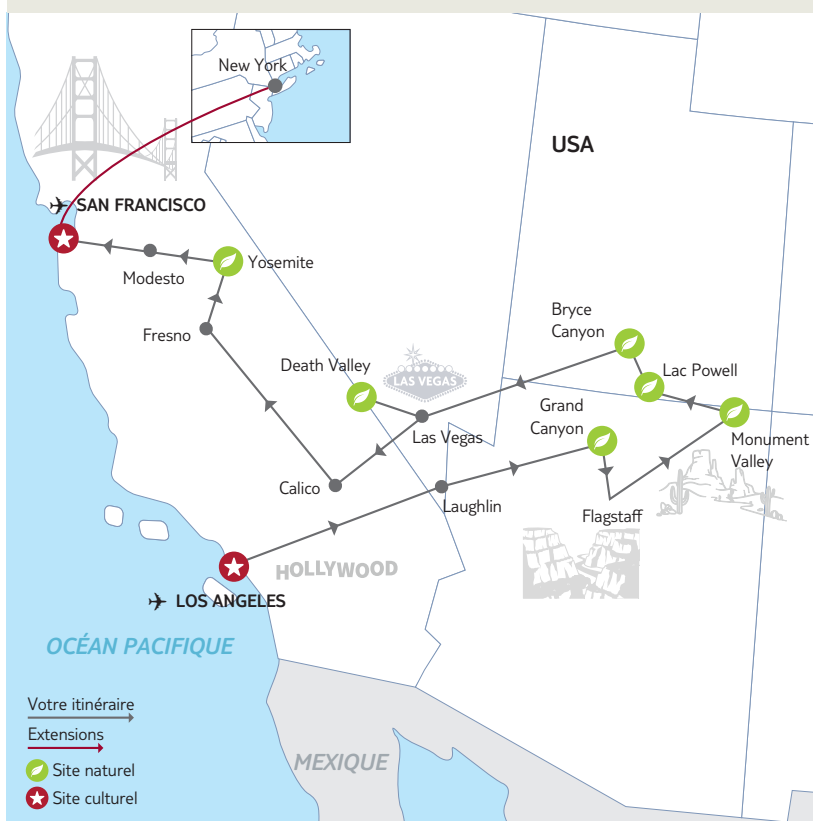 New York
USA
SAN FRANCISCO
Modesto
Yosemite
Fresno
Bryce
Canyon
Death Valley
LAS VEGAS
Lac Powell
Grand
Canyon
Las Vegas
Monument
Valley
Calico
Laughlin
Flagstaff
HOLLYWOOD
LOS ANGELES
OCÉAN PACIFIQUE
Votre itinéraire
Extensions
Site naturel
Site culturel
MEXIQUE